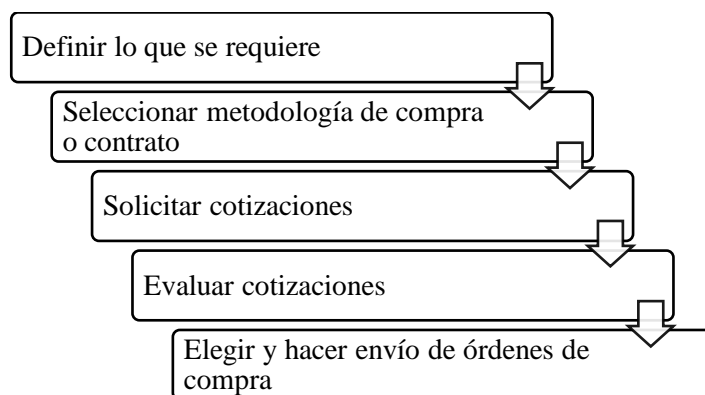 Definir lo que se requiere
Seleccionar metodología de compra
o contrato
Solicitar cotizaciones
Evaluar cotizaciones
Elegir y hacer envío de órdenes de
compra